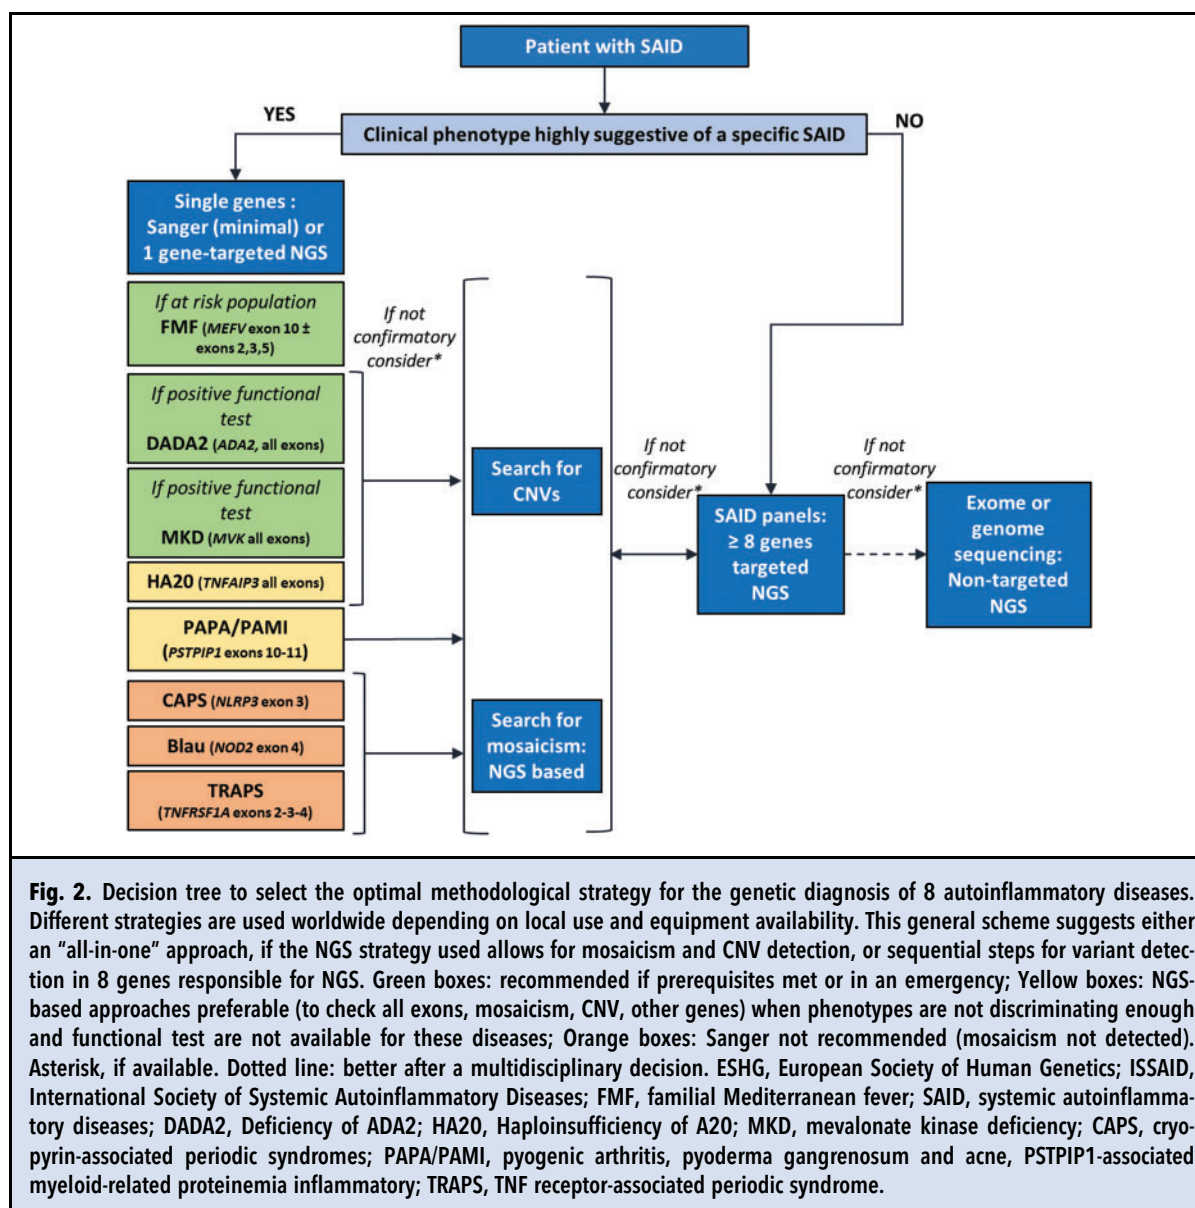 Patient with SAID
YES
Clinical phenotype highly suggestive of a specific SAID
NO
Single genes :
Sanger (minimal) or
1 gene-targeted NGS
If at risk population
FMF (MEFV exon 10 ±
exons 2,3,5)
If positive functional
test
DADA2 (ADA2, all exons)
If positive functional
test
MKD (MVK all exons)
HA20 (TNFAIP3 all exons)
PAPA/PAMI
(PSTPIP1 exons 10-11)
CAPS (NLRP3 exon 3)
Blau (NOD2 exon 4)
TRAPS
(TNFRSF1A exons 2-3-4)
If not
confirmatory
consider*
Search for
CNVs
Search for
mosaicism:
NGS based
If not
confirmatory
consider*
SAID panels:
≥ 8 genes
targeted
NGS
If not
confirmatory
consider*
Exome or
genome
sequencing:
Non-targeted
NGS
Fig. 2. Decision tree to select the optimal methodological strategy for the genetic diagnosis of 8 autoinflammatory diseases.
Different strategies are used worldwide depending on local use and equipment availability. This general scheme suggests either
an “all-in-one” approach, if the NGS strategy used allows for mosaicism and CNV detection, or sequential steps for variant detec-
tion in 8 genes responsible for NGS. Green boxes: recommended if prerequisites met or in an emergency; Yellow boxes: NGS-
based approaches preferable (to check all exons, mosaicism, CNV, other genes) when phenotypes are not discriminating enough
and functional test are not available for these diseases; Orange boxes: Sanger not recommended (mosaicism not detected).
Asterisk, if available. Dotted line: better after a multidisciplinary decision. ESHG, European Society of Human Genetics; ISSAID,
International Society of Systemic Autoinflammatory Diseases; FMF, familial Mediterranean fever; SAID, systemic autoinflamma-
tory diseases; DADA2, Deficiency of ADA2; HA20, Haploinsufficiency of A20; MKD, mevalonate kinase deficiency; CAPS, cryo-
pyrin-associated periodic syndromes; PAPA/PAMI, pyogenic arthritis, pyoderma gangrenosum and acne, PSTPIP1-associated
myeloid-related proteinemia inflammatory; TRAPS, TNF receptor-associated periodic syndrome.